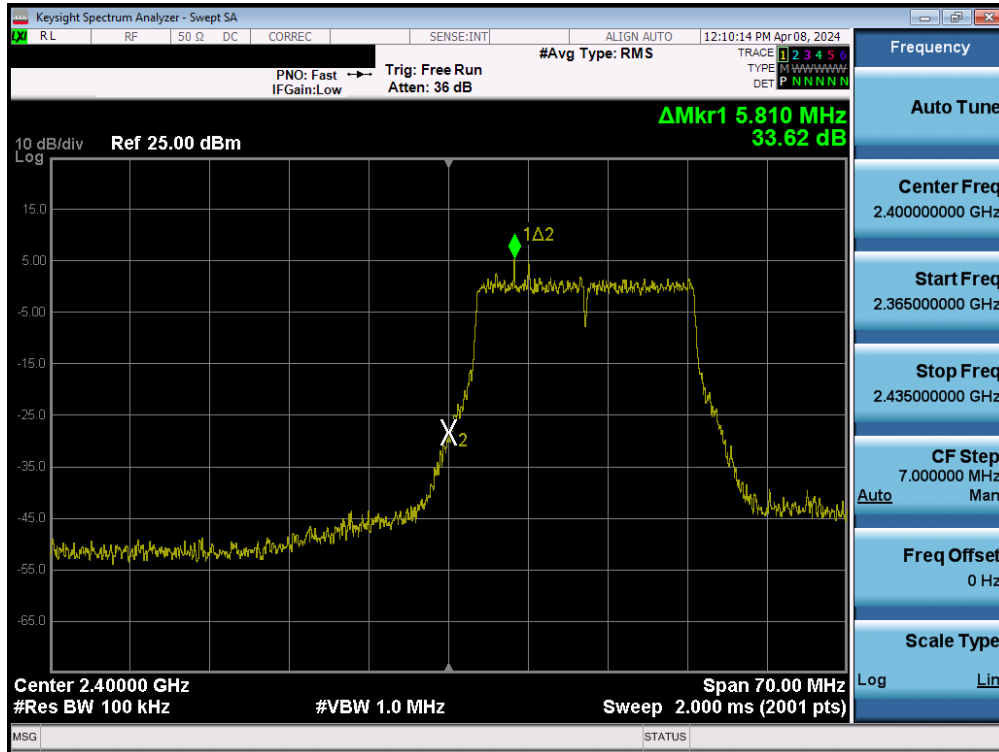 Keysight Spectrum Analyzer - Swept SA
LXI RL RF 50 Ω DC CORREC SENSE:INT ALIGN AUTO 12:10:14 PM Apr 08, 2024
PNO: Fast
IFGain:Low
Trig: Free Run
Atten: 36 dB
#Avg Type: RMS
TRACE 1 2 3 4 5 6
TYPE M WWWWW
DET P NNNNN
ΔMkr1 5.810 MHz
33.62 dB
10 dB/div Ref 25.00 dBm
Log
15.0
5.00
-5.00
-15.0
-25.0
-35.0
-45.0
-55.0
-65.0
1Δ2
X2
Center 2.40000 GHz Span 70.00 MHz
#Res BW 100 kHz #VBW 1.0 MHz Sweep 2.000 ms (2001 pts)
MSG STATUS
Frequency
Auto Tune
Center Freq
2.400000000 GHz
Start Freq
2.365000000 GHz
Stop Freq
2.435000000 GHz
CF Step
7.000000 MHz
Auto Man
Freq Offset
0 Hz
Scale Type
Log Lin